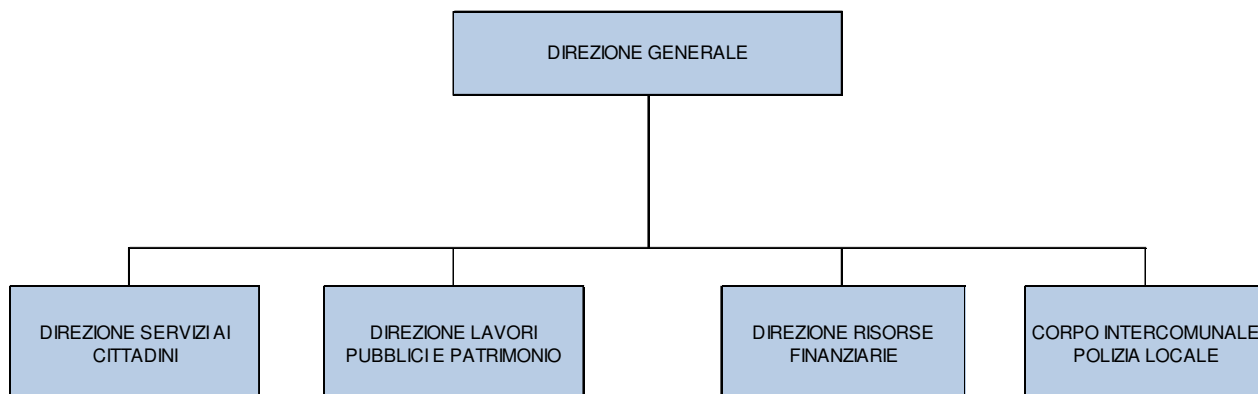 DIREZIONE GENERALE
DIREZIONE SERVIZI AI
CITTADINI
DIREZIONE LAVORI
PUBBLICI E PATRIMONIO
DIREZIONE RISORSE
FINANZIARIE
CORPO INTERCOMUNALE
POLIZIA LOCALE